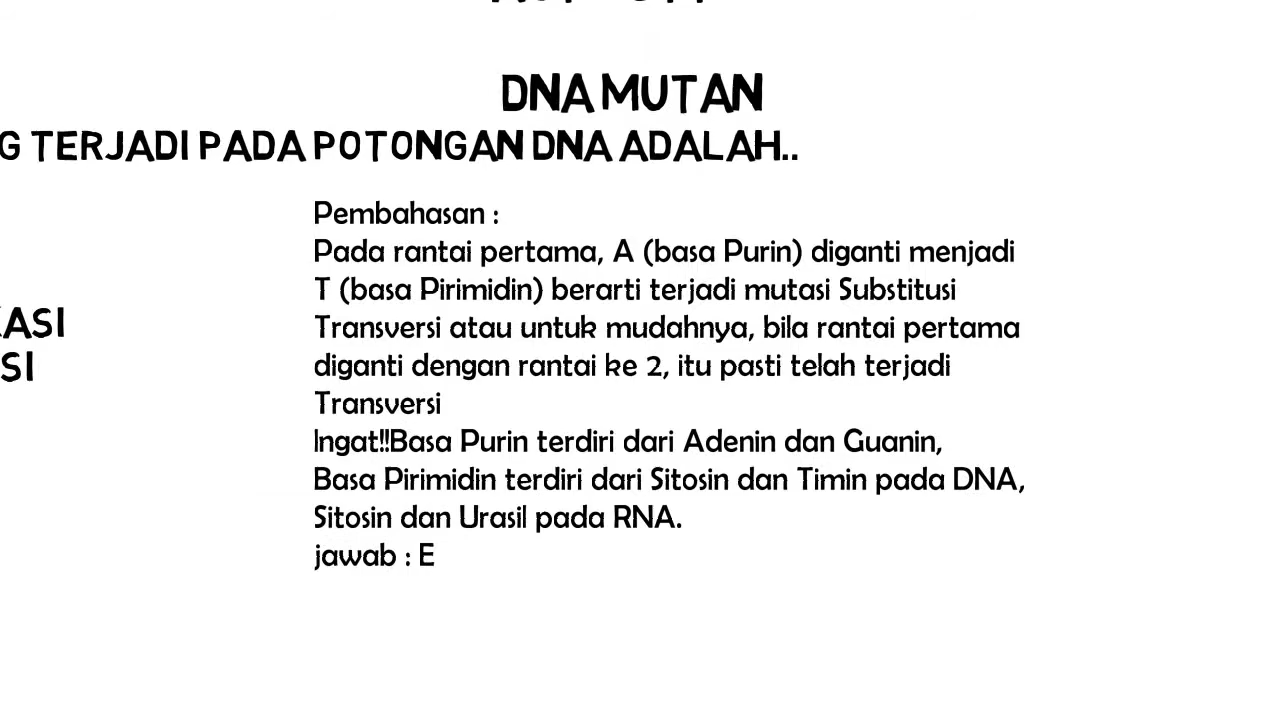 DNA MUTAN
G TERJADI PADA POTONGAN DNA ADALAH..
Pembahasan :
Pada rantai pertama, A (basa Purin) diganti menjadi
T (basa Pirimidin) berarti terjadi mutasi Substitusi
KASI
Transversi atau untuk mudahnya, bila rantai pertama
SI
diganti dengan rantai ke 2, itu pasti telah terjadi
Transversi
Ingat!!Basa Purin terdiri dari Adenin dan Guanin,
Basa Pirimidin terdiri dari Sitosin dan Timin pada DNA,
Sitosin dan Urasil pada RNA.
jawab : E